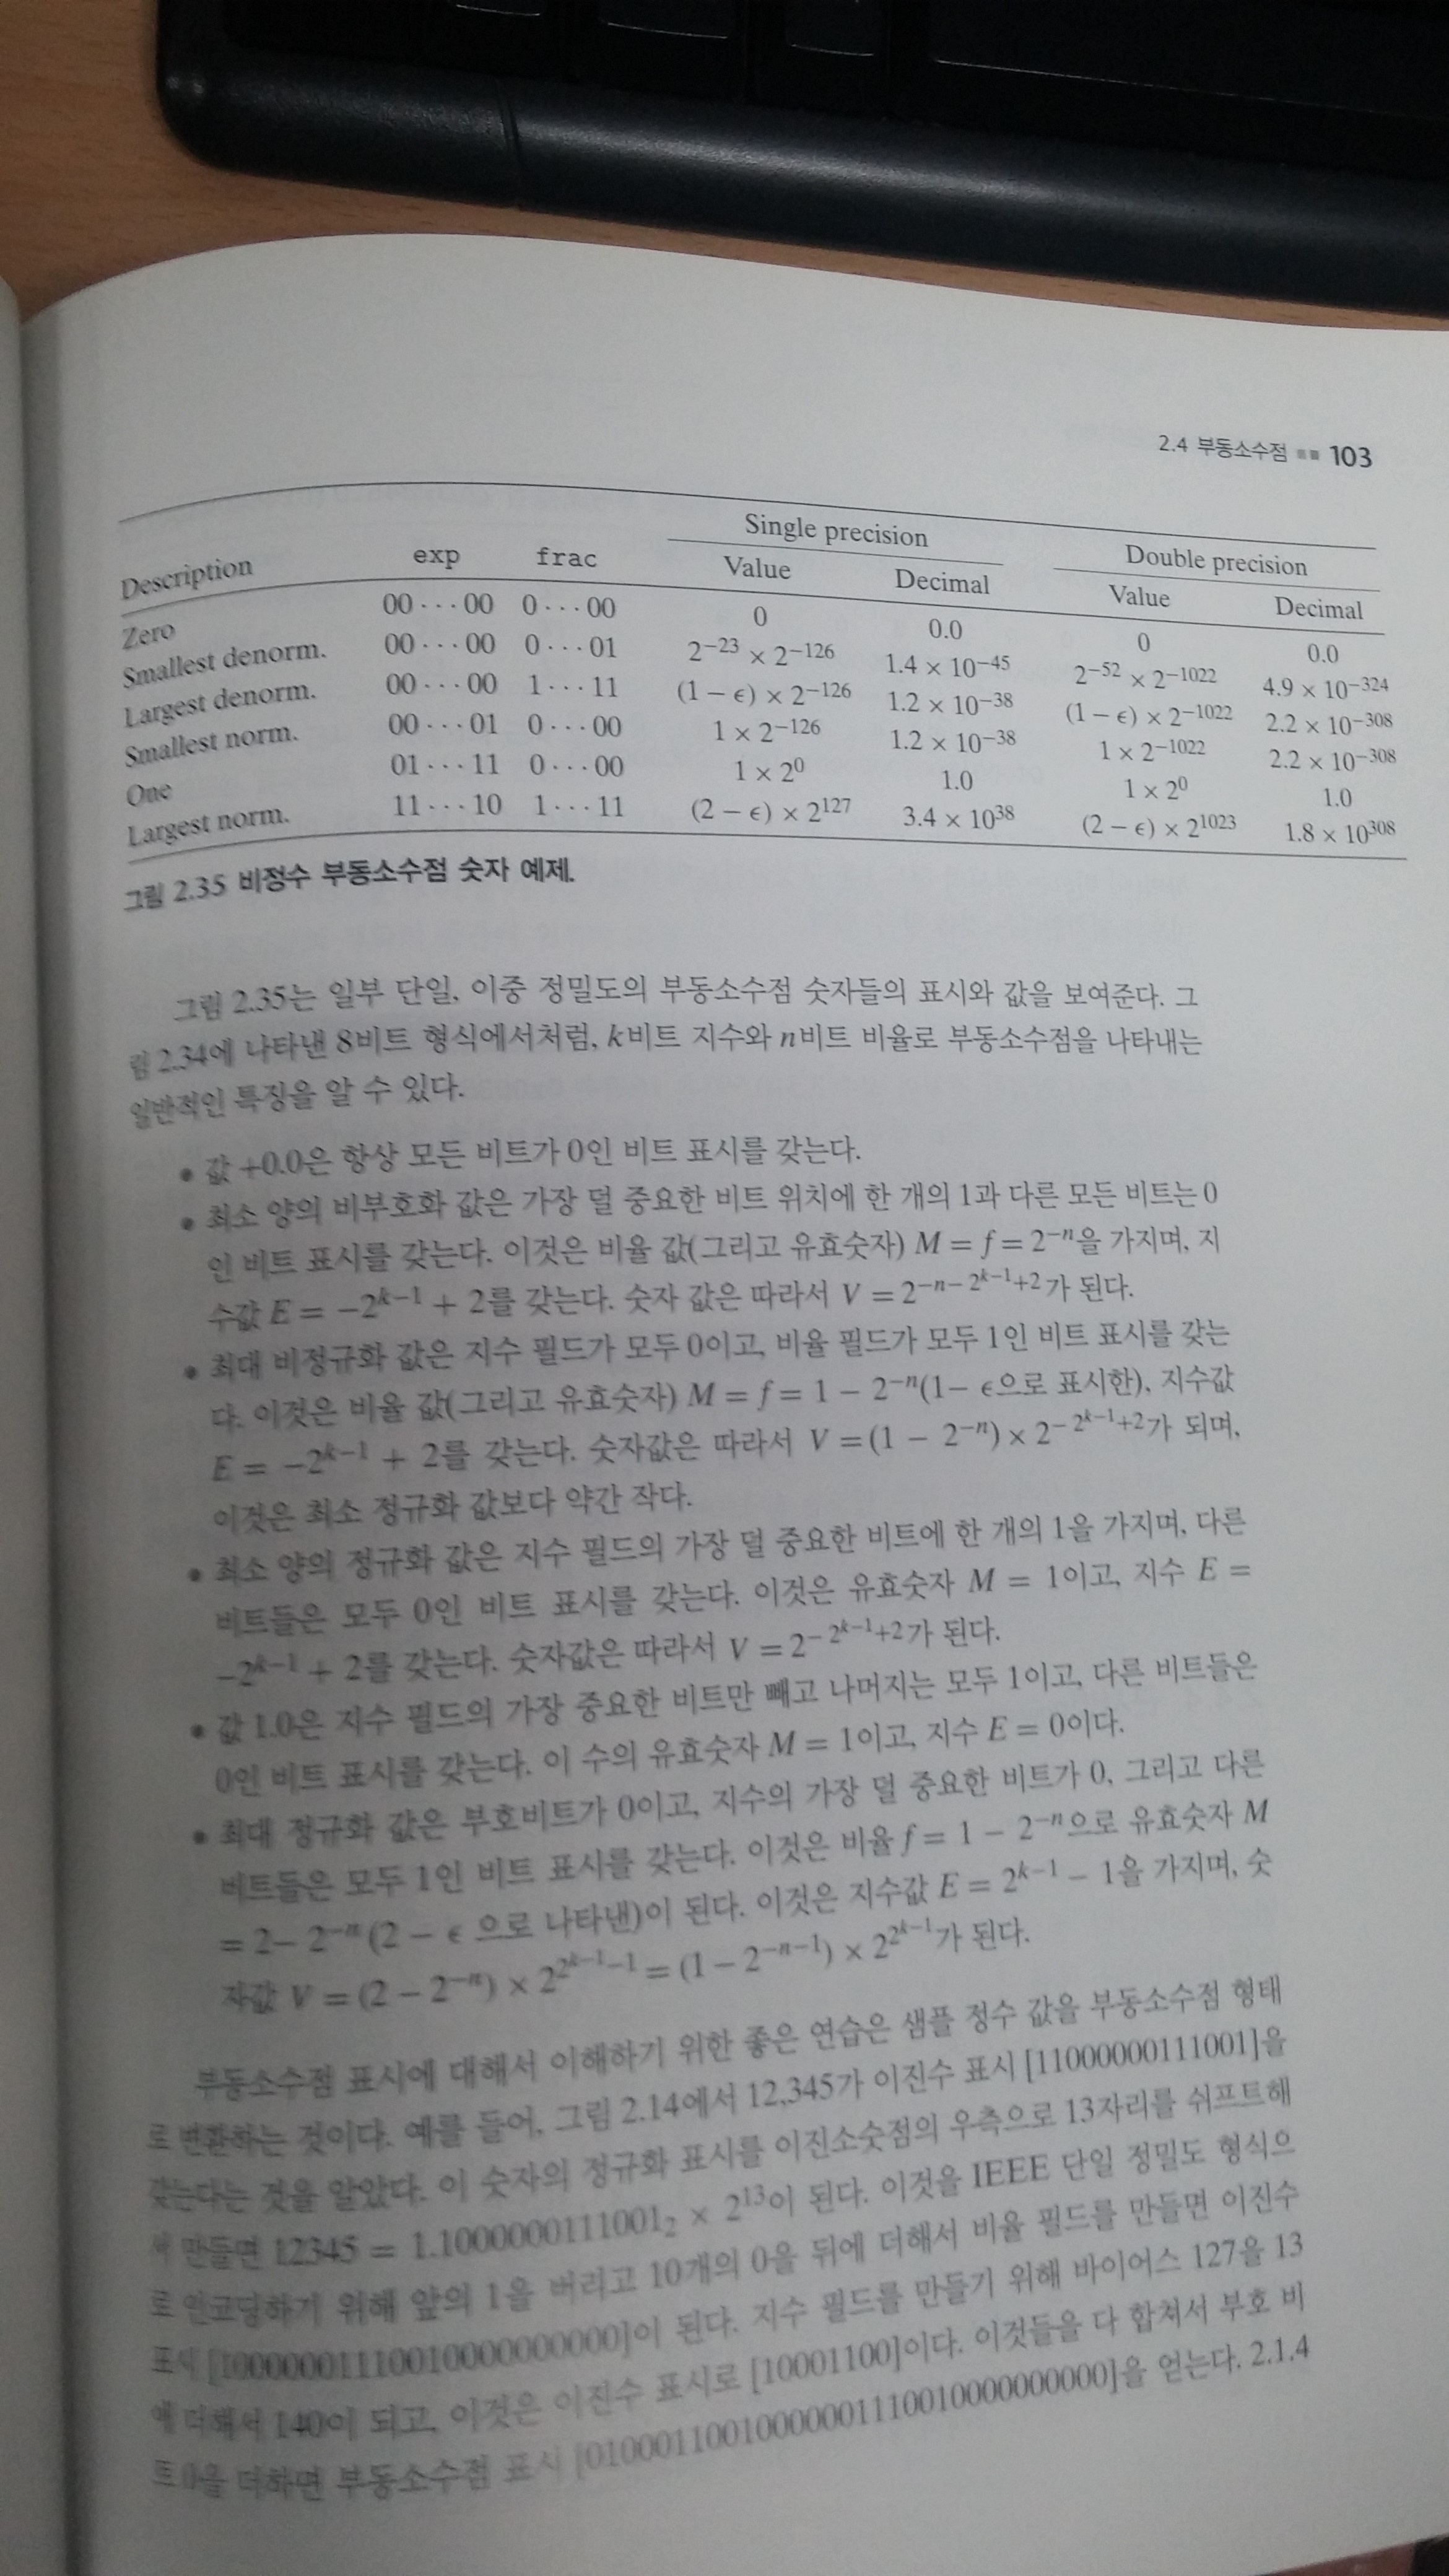 2.4 부동소수점 ▪▪ 103
Single precision Double precision
Description exp frac Value Decimal Value Decimal
Zero 00 · · · 00 0 · · · 00 0 0.0 0 0.0
Smallest denorm. 00 · · · 00 0 · · · 01 2⁻²³ × 2⁻¹²⁶ 1.4 × 10⁻⁴⁵ 2⁻⁵² × 2⁻¹⁰²² 4.9 × 10⁻³²⁴
Largest denorm. 00 · · · 00 1 · · · 11 (1 − ϵ) × 2⁻¹²⁶ 1.2 × 10⁻³⁸ (1 − ϵ) × 2⁻¹⁰²² 2.2 × 10⁻³⁰⁸
Smallest norm. 00 · · · 01 0 · · · 00 1 × 2⁻¹²⁶ 1.2 × 10⁻³⁸ 1 × 2⁻¹⁰²² 2.2 × 10⁻³⁰⁸
One 01 · · · 11 0 · · · 00 1 × 2⁰ 1.0 1 × 2⁰ 1.0
Largest norm. 11 · · · 10 1 · · · 11 (2 − ϵ) × 2¹²⁷ 3.4 × 10³⁸ (2 − ϵ) × 2¹⁰²³ 1.8 × 10³⁰⁸
그림 2.35 비정수 부동소수점 숫자 예제.
그림 2.35는 일부 단일, 이중 정밀도의 부동소수점 숫자들의 표시와 값을 보여준다. 그
림 2.34에 나타낸 8비트 형식에서처럼, k비트 지수와 n비트 비율로 부동소수점을 나타내는
일반적인 특징을 알 수 있다.
• 값 +0.0은 항상 모든 비트가 0인 비트 표시를 갖는다.
• 최소 양의 비부호화 값은 가장 덜 중요한 비트 위치에 한 개의 1과 다른 모든 비트는 0
인 비트 표시를 갖는다. 이것은 비율 값(그리고 유효숫자) M = f = 2⁻ⁿ을 가지며, 지
수값 E = −2^{k−1} + 2를 갖는다. 숫자 값은 따라서 V = 2^{−n−2^{k−1}+2}가 된다.
• 최대 비정규화 값은 지수 필드가 모두 0이고, 비율 필드가 모두 1인 비트 표시를 갖는
다. 이것은 비율 값(그리고 유효숫자) M = f = 1 − 2⁻ⁿ(1− ϵ으로 표시한), 지수값
E = −2^{k−1} + 2를 갖는다. 숫자값은 따라서 V = (1 − 2⁻ⁿ) × 2^{−2^{k−1}+2}가 되며,
이것은 최소 정규화 값보다 약간 작다.
• 최소 양의 정규화 값은 지수 필드의 가장 덜 중요한 비트에 한 개의 1을 가지며, 다른
비트들은 모두 0인 비트 표시를 갖는다. 이것은 유효숫자 M = 1이고, 지수 E =
−2^{k−1} + 2를 갖는다. 숫자값은 따라서 V = 2^{−2^{k−1}+2}가 된다.
• 값 1.0은 지수 필드의 가장 중요한 비트만 빼고 나머지는 모두 1이고, 다른 비트들은
0인 비트 표시를 갖는다. 이 수의 유효숫자 M = 1이고, 지수 E = 0이다.
• 최대 정규화 값은 부호비트가 0이고, 지수의 가장 덜 중요한 비트가 0, 그리고 다른
비트들은 모두 1인 비트 표시를 갖는다. 이것은 비율 f = 1 − 2⁻ⁿ으로 유효숫자 M
= 2− 2⁻ⁿ (2 − ϵ 으로 나타낸)이 된다. 이것은 지수값 E = 2^{k−1} − 1을 가지며, 숫
자값 V = (2 − 2⁻ⁿ) × 2^{2^{k−1}−1} = (1 − 2^{−n−1}) × 2^{2^{k−1}}가 된다.
부동소수점 표시에 대해서 이해하기 위한 좋은 연습은 샘플 정수 값을 부동소수점 형태
로 변환하는 것이다. 예를 들어, 그림 2.14에서 12,345가 이진수 표시 [11000000111001]을
갖는다는 것을 알았다. 이 숫자의 정규화 표시를 이진소숫점의 우측으로 13자리를 쉬프트해
서 만들면 12345 = 1.1000000111001₂ × 2¹³이 된다. 이것을 IEEE 단일 정밀도 형식으
로 인코딩하기 위해 앞의 1을 버리고 10개의 0을 뒤에 더해서 비율 필드를 만들면 이진수
표시 [10000001110010000000000]이 된다. 지수 필드를 만들기 위해 바이어스 127을 13
에 더해서 140이 되고, 이것은 이진수 표시로 [10001100]이다. 이것들을 다 합쳐서 부호 비
트 0을 더하면 부동소수점 표시 [01000110010000001110010000000000]을 얻는다. 2.1.4